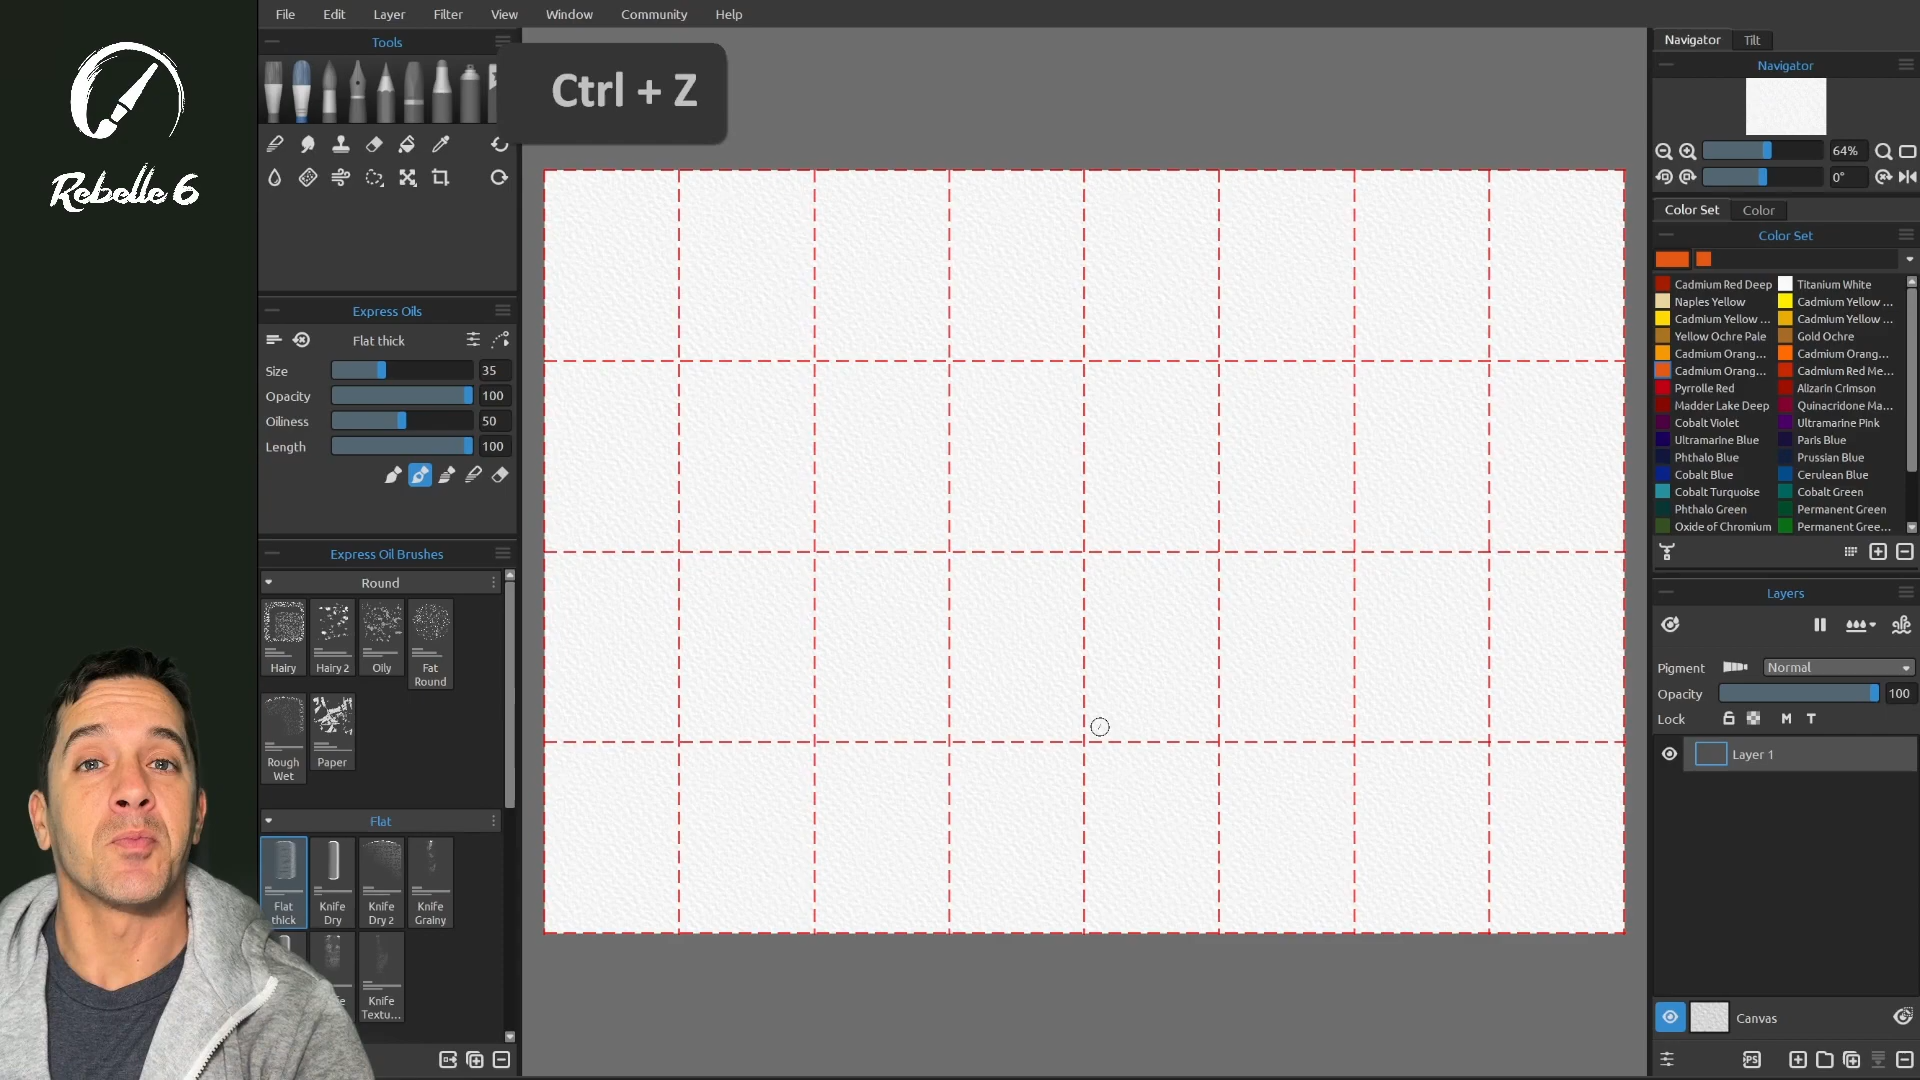 Rebelle 6
File Edit Layer Filter View Window Community Help
Tools
Ctrl + Z
Express Oils
Flat thick
Size 35
Opacity 100
Oiliness 50
Length 100
Express Oil Brushes
Round
Hairy Hairy 2 Oily Fat Round
Rough Wet Paper
Flat
Flat thick Knife Dry Knife Dry 2 Knife Grainy
Knife Textu...
Navigator Tilt
Navigator
64%
0°
Color Set Color
Color Set
Cadmium Red Deep Titanium White
Naples Yellow Cadmium Yellow ...
Cadmium Yellow ... Cadmium Yellow ...
Yellow Ochre Pale Gold Ochre
Cadmium Orang... Cadmium Orang...
Cadmium Orang... Cadmium Red Me...
Pyrrolle Red Alizarin Crimson
Madder Lake Deep Quinacridone Ma...
Cobalt Violet Ultramarine Pink
Ultramarine Blue Paris Blue
Phthalo Blue Prussian Blue
Cobalt Blue Cerulean Blue
Cobalt Turquoise Cobalt Green
Phthalo Green Permanent Green
Oxide of Chromium Permanent Gree...
Layers
Pigment Normal
Opacity 100
Lock M T
Layer 1
Canvas
PS